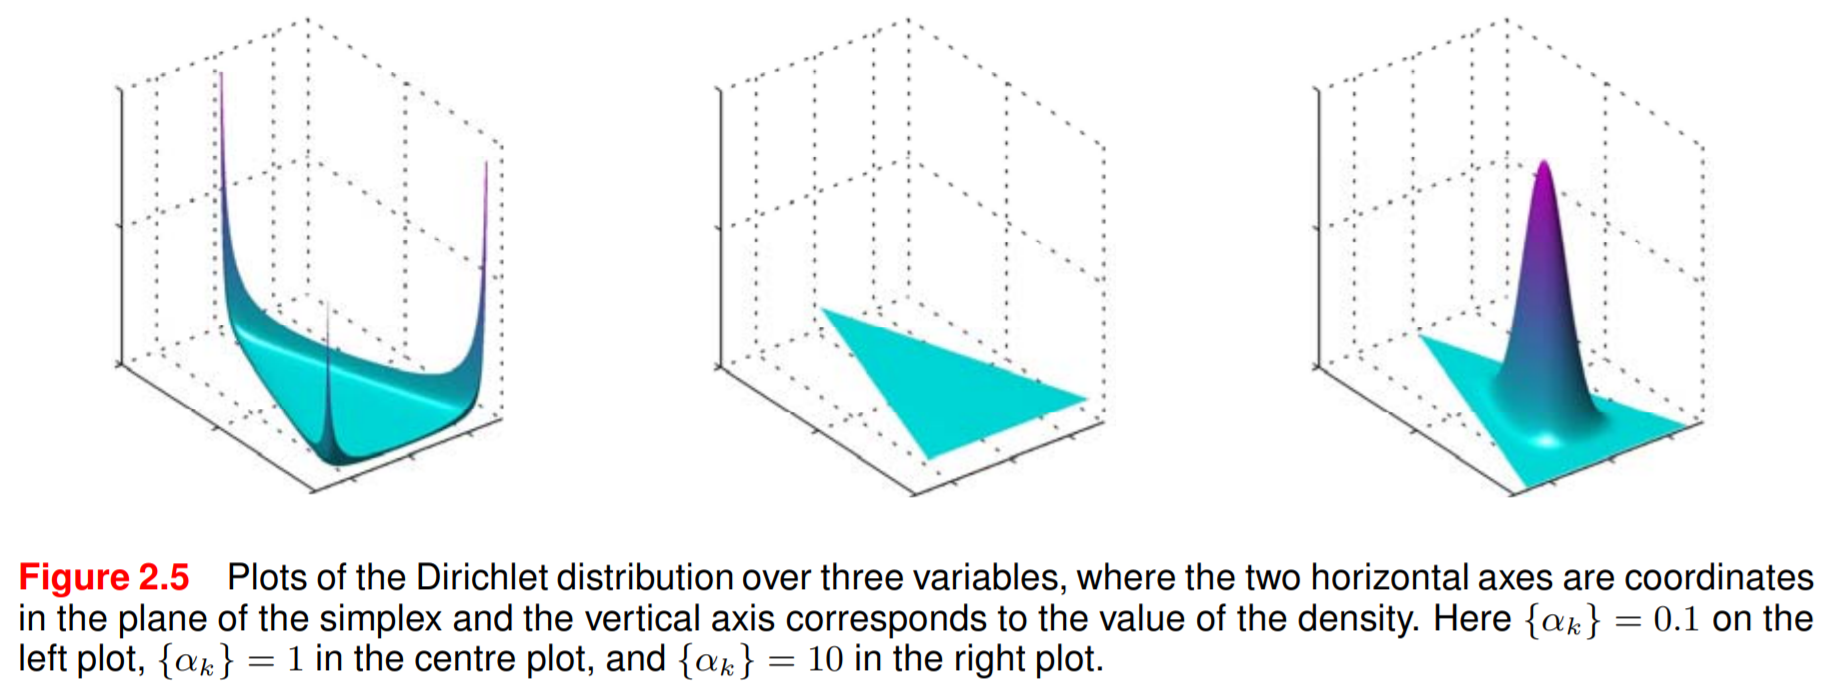 Figure 2.5 Plots of the Dirichlet distribution over three variables, where the two horizontal axes are coordinates
in the plane of the simplex and the vertical axis corresponds to the value of the density. Here {αₖ} = 0.1 on the
left plot, {αₖ} = 1 in the centre plot, and {αₖ} = 10 in the right plot.